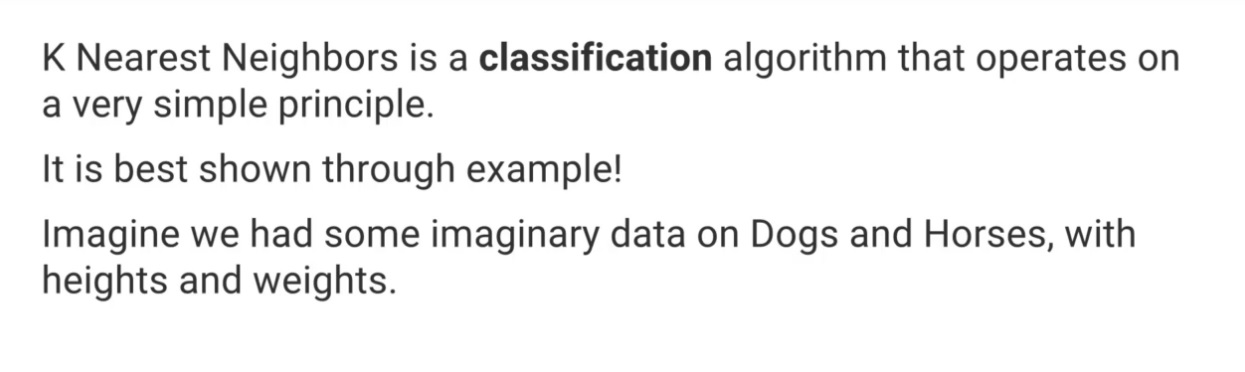 K Nearest Neighbors is a classification algorithm that operates on
a very simple principle.
It is best shown through example!
Imagine we had some imaginary data on Dogs and Horses, with
heights and weights.